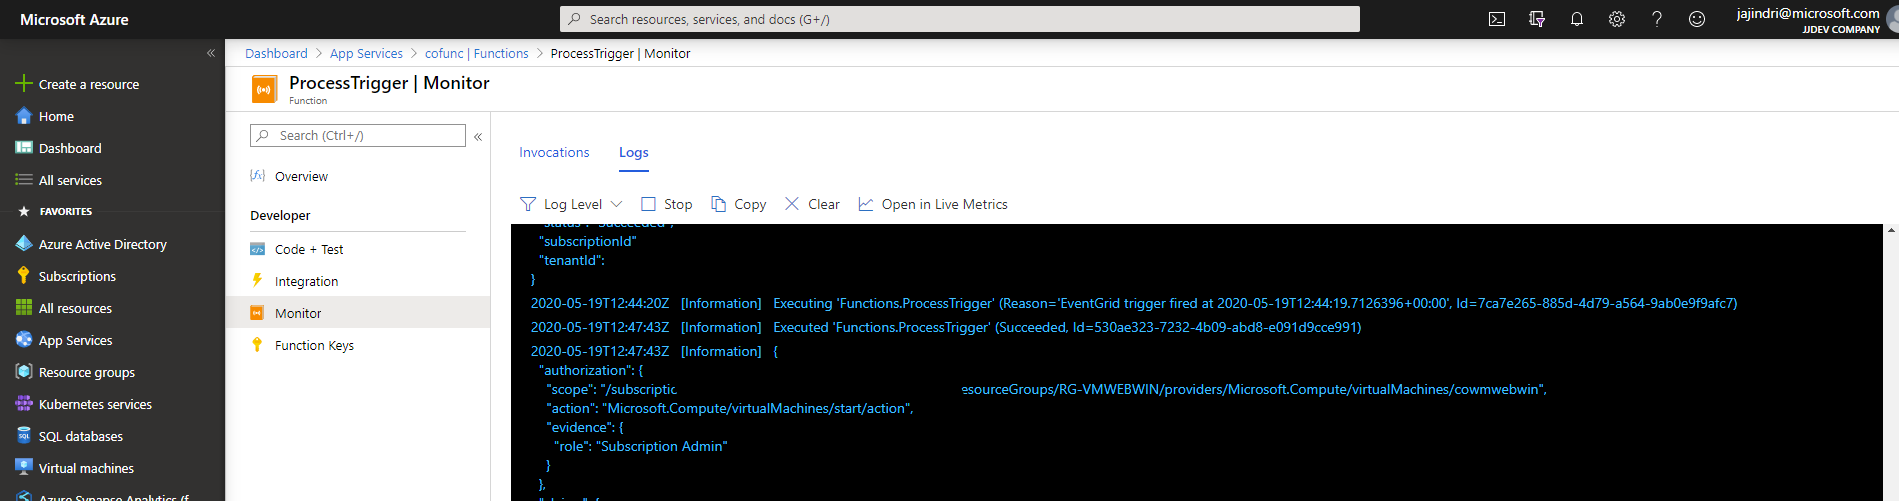 Microsoft Azure
Search resources, services, and docs (G+/)
jajindri@microsoft.com
JJDEV COMPANY
Create a resource
Home
Dashboard
All services
FAVORITES
Azure Active Directory
Subscriptions
All resources
App Services
Resource groups
Kubernetes services
SQL databases
Virtual machines
Azure Synapse Analytics (f
Dashboard > App Services > cofunc | Functions > ProcessTrigger | Monitor
ProcessTrigger | Monitor
Function
Search (Ctrl+/)
Overview
Developer
Code + Test
Integration
Monitor
Function Keys
Invocations Logs
Log Level Stop Copy Clear Open in Live Metrics
"status": "Succeeded",
"subscriptionId"
"tenantId":
}
2020-05-19T12:44:20Z [Information] Executing 'Functions.ProcessTrigger' (Reason='EventGrid trigger fired at 2020-05-19T12:44:19.7126396+00:00', Id=7ca7e265-885d-4d79-a564-9ab0e9f9afc7)
2020-05-19T12:47:43Z [Information] Executed 'Functions.ProcessTrigger' (Succeeded, Id=530ae323-7232-4b09-abd8-e091d9cce991)
2020-05-19T12:47:43Z [Information] {
"authorization": {
"scope": "/subscriptic esourceGroups/RG-VMWEBWIN/providers/Microsoft.Compute/virtualMachines/cowmwebwin",
"action": "Microsoft.Compute/virtualMachines/start/action",
"evidence": {
"role": "Subscription Admin"
}
},